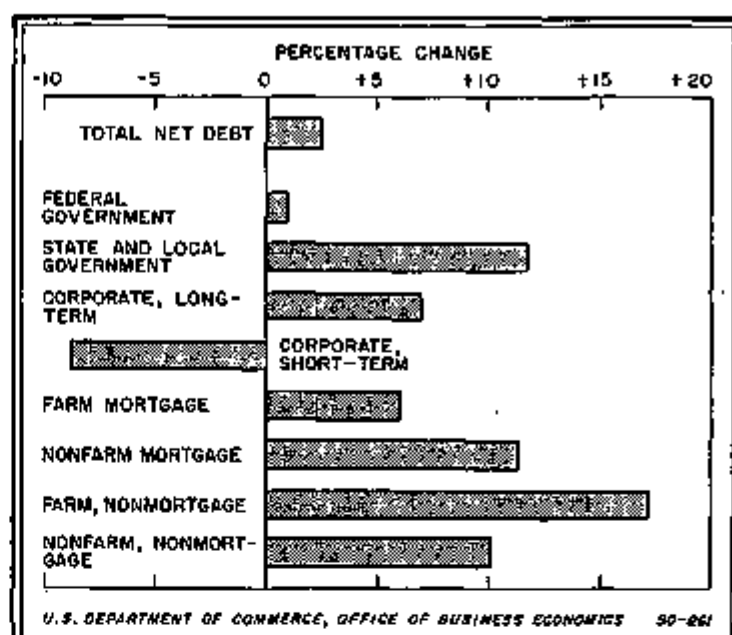 PERCENTAGE CHANGE
-10 -5 0 +5 +10 +15 +20
TOTAL NET DEBT
FEDERAL
GOVERNMENT
STATE AND LOCAL
GOVERNMENT
CORPORATE, LONG-
TERM
CORPORATE,
SHORT-TERM
FARM MORTGAGE
NONFARM MORTGAGE
FARM, NONMORTGAGE
NONFARM, NONMORT-
GAGE
U.S. DEPARTMENT OF COMMERCE, OFFICE OF BUSINESS ECONOMICS 50-261